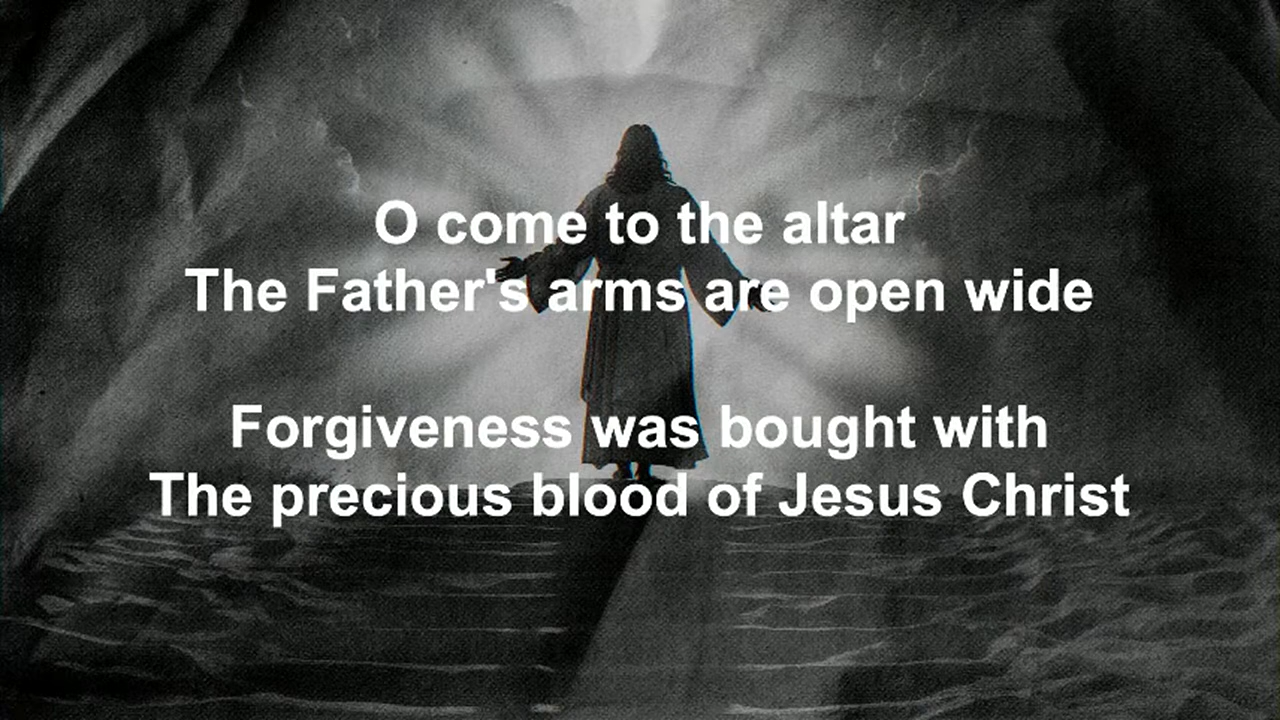 O come to the altar
The Father's arms are open wide
Forgiveness was bought with
The precious blood of Jesus Christ